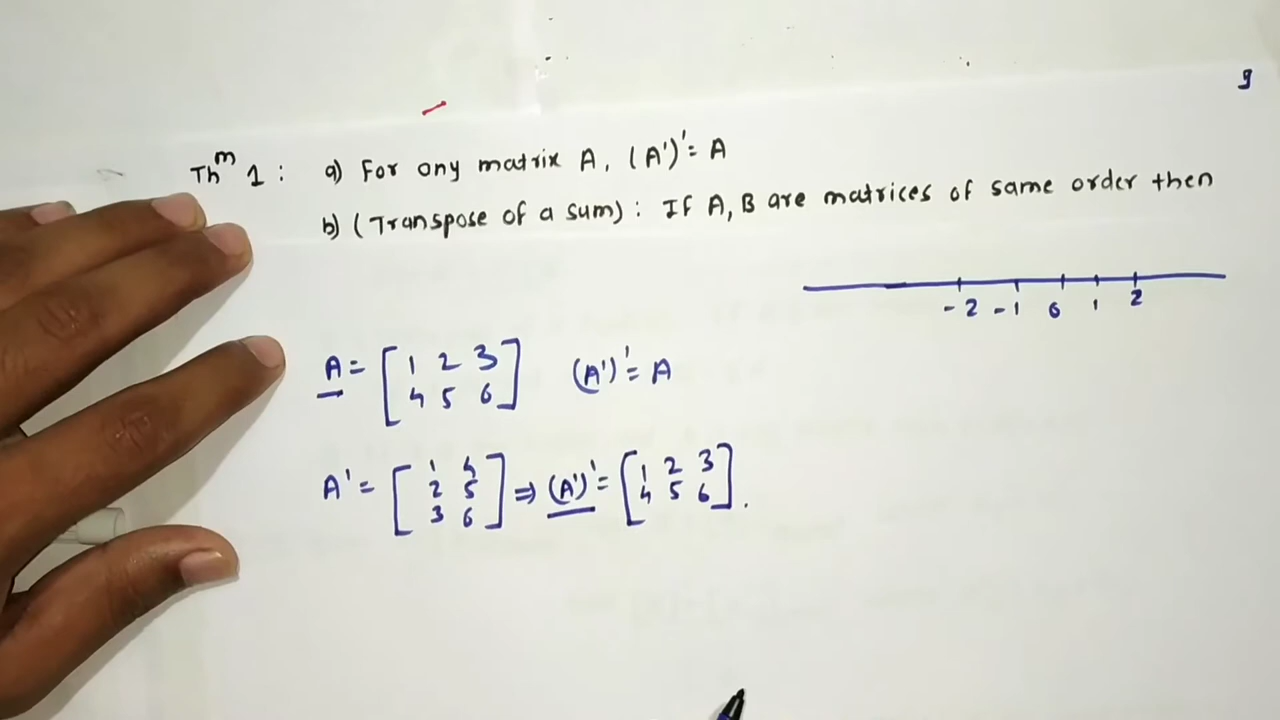 9
Thm 1 : a) For any matrix A, (A')' = A
b) (Transpose of a sum) : If A, B are matrices of same order then
-2 -1 0 1 2
A = [1 2 3 (A')' = A
4 5 6]
A' = [1 4
2 5 ⇒ (A')' = [1 2 3
3 6] 4 5 6].